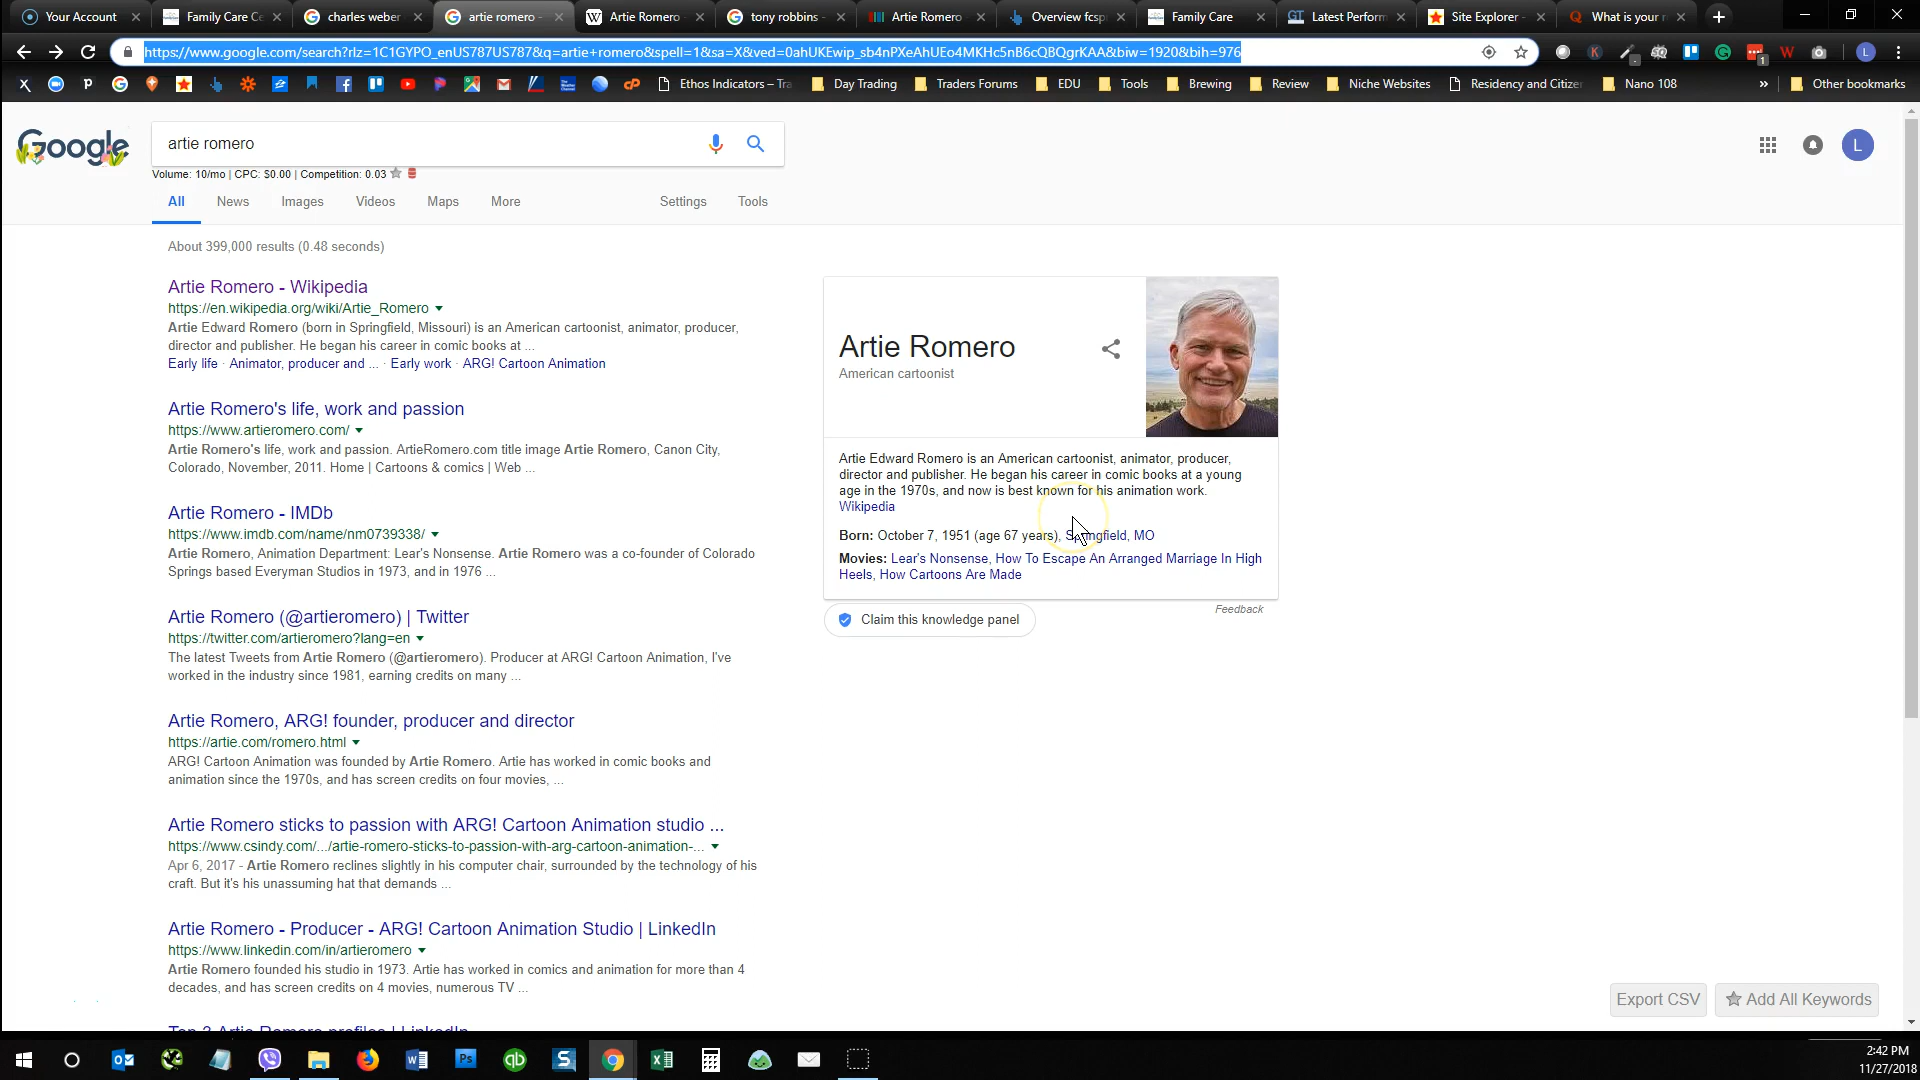 Your Account
Family Care Ce
charles weber
artie romero -
Artie Romero
tony robbins -
Artie Romero
Overview fcsp
Family Care
Latest Perform
Site Explorer -
What is your r
https://www.google.com/search?rlz=1C1GYPO_enUS787US787&q=artie+romero&spell=1&sa=X&ved=0ahUKEwip_sb4nPXeAhUEo4MKHc5nB6cQBQgrKAA&biw=1920&bih=976
Ethos Indicators – Tra
Day Trading
Traders Forums
EDU
Tools
Brewing
Review
Niche Websites
Residency and Citize
Nano 108
»
Other bookmarks
Google
artie romero
L
Volume: 10/mo | CPC: $0.00 | Competition: 0.03
All News Images Videos Maps More Settings Tools
About 399,000 results (0.48 seconds)
Artie Romero - Wikipedia
https://en.wikipedia.org/wiki/Artie_Romero
Artie Edward Romero (born in Springfield, Missouri) is an American cartoonist, animator, producer,
director and publisher. He began his career in comic books at ...
Early life · Animator, producer and ... · Early work · ARG! Cartoon Animation
Artie Romero's life, work and passion
https://www.artieromero.com/
Artie Romero's life, work and passion. ArtieRomero.com title image Artie Romero, Canon City,
Colorado, November, 2011. Home | Cartoons & comics | Web ...
Artie Romero - IMDb
https://www.imdb.com/name/nm0739338/
Artie Romero, Animation Department: Lear's Nonsense. Artie Romero was a co-founder of Colorado
Springs based Everyman Studios in 1973, and in 1976 ...
Artie Romero (@artieromero) | Twitter
https://twitter.com/artieromero?lang=en
The latest Tweets from Artie Romero (@artieromero). Producer at ARG! Cartoon Animation, I've
worked in the industry since 1981, earning credits on many ...
Artie Romero, ARG! founder, producer and director
https://artie.com/romero.html
ARG! Cartoon Animation was founded by Artie Romero. Artie has worked in comic books and
animation since the 1970s, and has screen credits on four movies, ...
Artie Romero sticks to passion with ARG! Cartoon Animation studio ...
https://www.csindy.com/.../artie-romero-sticks-to-passion-with-arg-cartoon-animation-...
Apr 6, 2017 - Artie Romero reclines slightly in his computer chair, surrounded by the technology of his
craft. But it's his unassuming hat that demands ...
Artie Romero - Producer - ARG! Cartoon Animation Studio | LinkedIn
https://www.linkedin.com/in/artieromero
Artie Romero founded his studio in 1973. Artie has worked in comics and animation for more than 4
decades, and has screen credits on 4 movies, numerous TV ...
Top 3 Artie Romero profiles | LinkedIn
Artie Romero
American cartoonist
Artie Edward Romero is an American cartoonist, animator, producer,
director and publisher. He began his career in comic books at a young
age in the 1970s, and now is best known for his animation work.
Wikipedia
Born: October 7, 1951 (age 67 years), Springfield, MO
Movies: Lear's Nonsense, How To Escape An Arranged Marriage In High
Heels, How Cartoons Are Made
Feedback
Claim this knowledge panel
Export CSV
Add All Keywords
2:42 PM
11/27/2018